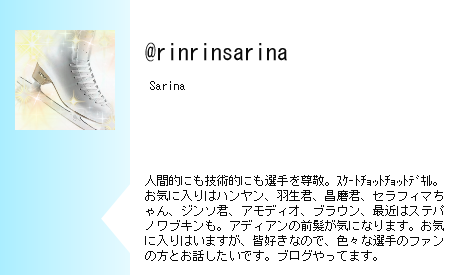 @rinrinsarina
Sarina
人間的にも技術的にも選手を尊敬。ｽｹｰﾄﾁｮｯﾄﾁｮｯﾄﾃﾞｷﾙ。
お気に入りはハンヤン、羽生君、昌磨君、セラフィマち
ゃん、ジンソ君、アモディオ、ブラウン、最近はステパ
ノワブキンも。アディアンの前髪が気になります。お気
に入りはいますが、皆好きなので、色々な選手のファン
の方とお話したいです。ブログやってます。